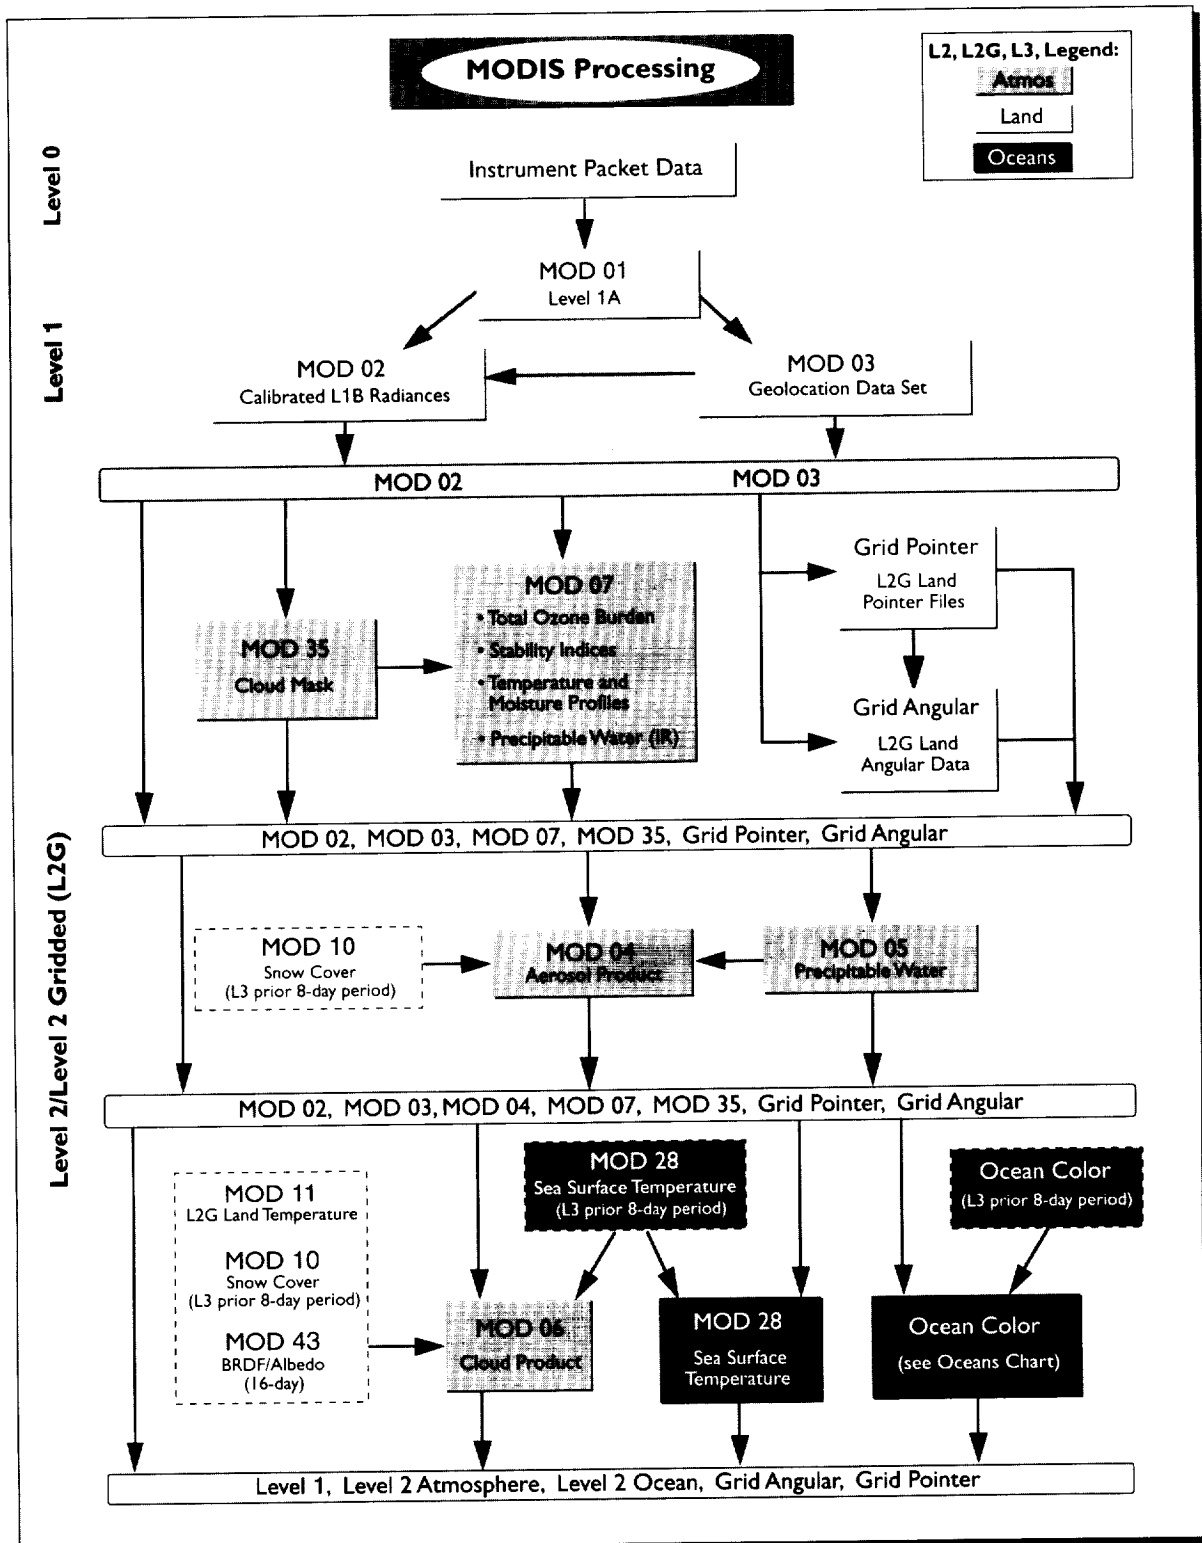 MODIS Processing
L2, L2G, L3, Legend:
Atmos
Land
Oceans
Level 0
Instrument Packet Data
MOD 01
Level 1A
Level 1
MOD 02
Calibrated L1B Radiances
MOD 03
Geolocation Data Set
MOD 02
MOD 03
Grid Pointer
L2G Land
Pointer Files
MOD 07
• Total Ozone Burden
• Stability Indices
• Temperature and
Moisture Profiles
• Precipitable Water (IR)
MOD 35
Cloud Mask
Grid Angular
L2G Land
Angular Data
Level 2/Level 2 Gridded (L2G)
MOD 02, MOD 03, MOD 07, MOD 35, Grid Pointer, Grid Angular
MOD 10
Snow Cover
(L3 prior 8-day period)
MOD 04
Aerosol Product
MOD 05
Precipitable Water
MOD 02, MOD 03, MOD 04, MOD 07, MOD 35, Grid Pointer, Grid Angular
MOD 28
Sea Surface Temperature
(L3 prior 8-day period)
Ocean Color
(L3 prior 8-day period)
MOD 11
L2G Land Temperature
MOD 10
Snow Cover
(L3 prior 8-day period)
MOD 43
BRDF/Albedo
(16-day)
MOD 06
Cloud Product
MOD 28
Sea Surface
Temperature
Ocean Color
(see Oceans Chart)
Level 1, Level 2 Atmosphere, Level 2 Ocean, Grid Angular, Grid Pointer